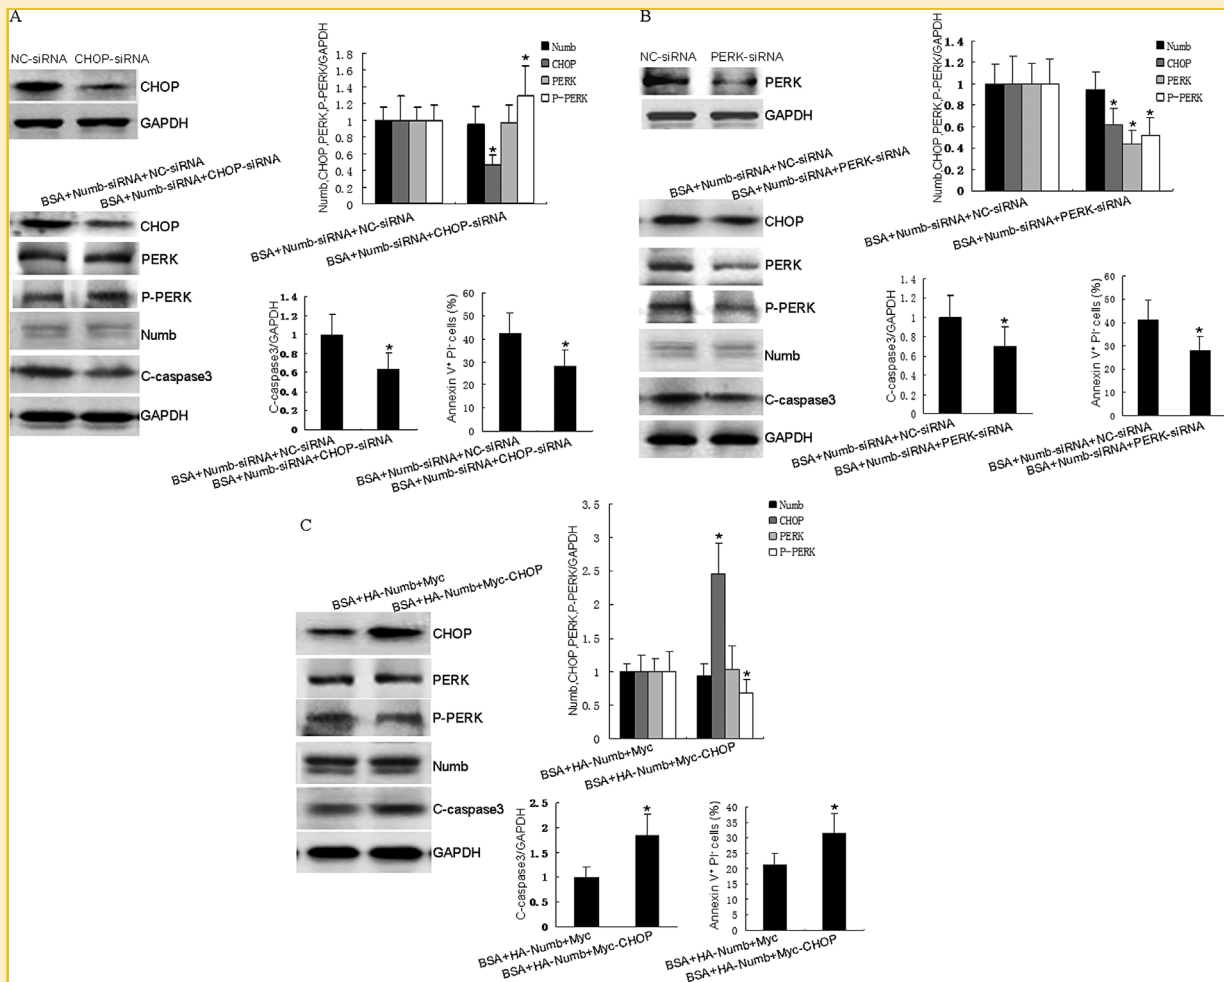 A
NC-siRNA CHOP-siRNA
CHOP
GAPDH
BSA+Numb-siRNA+NC-siRNA
BSA+Numb-siRNA+CHOP-siRNA
CHOP
PERK
P-PERK
Numb
C-caspase3
GAPDH
Numb,CHOP,PERK,P-PERK/GAPDH
1.8
1.6
1.4
1.2
1
0.8
0.6
0.4
0.2
0
*
*
Numb
CHOP
PERK
P-PERK
BSA+Numb-siRNA+NC-siRNA
BSA+Numb-siRNA+CHOP-siRNA
C-caspase3/GAPDH
1.4
1.2
1
0.8
0.6
0.4
0.2
0
*
BSA+Numb-siRNA+NC-siRNA
BSA+Numb-siRNA+CHOP-siRNA
Annexin V+ PI- cells (%)
60
50
40
30
20
10
0
*
BSA+Numb-siRNA+NC-siRNA
BSA+Numb-siRNA+CHOP-siRNA
B
NC-siRNA PERK-siRNA
PERK
GAPDH
BSA+Numb-siRNA+NC-siRNA
BSA+Numb-siRNA+PERK-siRNA
CHOP
PERK
P-PERK
Numb
C-caspase3
GAPDH
Numb,CHOP,PERK,P-PERK/GAPDH
1.4
1.2
1
0.8
0.6
0.4
0.2
0
*
*
*
Numb
CHOP
PERK
P-PERK
BSA+Numb-siRNA+NC-siRNA
BSA+Numb-siRNA+PERK-siRNA
C-caspase3/GAPDH
1.4
1.2
1
0.8
0.6
0.4
0.2
0
*
BSA+Numb-siRNA+NC-siRNA
BSA+Numb-siRNA+PERK-siRNA
Annexin V+ PI- cells (%)
60
50
40
30
20
10
0
*
BSA+Numb-siRNA+NC-siRNA
BSA+Numb-siRNA+PERK-siRNA
C
BSA+HA-Numb+Myc
BSA+HA-Numb+Myc-CHOP
CHOP
PERK
P-PERK
Numb
C-caspase3
GAPDH
Numb,CHOP,PERK,P-PERK/GAPDH
3.5
3
2.5
2
1.5
1
0.5
0
*
*
Numb
CHOP
PERK
P-PERK
BSA+HA-Numb+Myc
BSA+HA-Numb+Myc-CHOP
C-caspase3/GAPDH
2.5
2
1.5
1
0.5
0
*
BSA+HA-Numb+Myc
BSA+HA-Numb+Myc-CHOP
Annexin V+ PI- cells (%)
40
35
30
25
20
15
10
5
0
*
BSA+HA-Numb+Myc
BSA+HA-Numb+Myc-CHOP